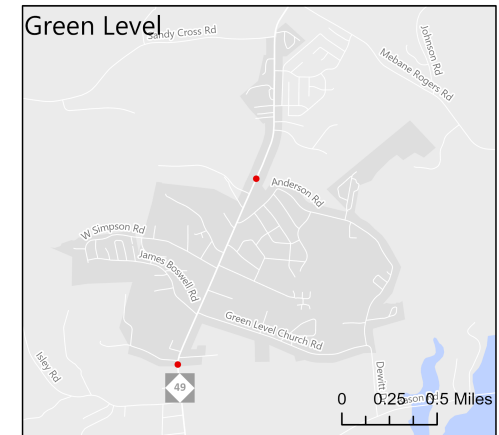 Green Level
Sandy Cross Rd
Johnson Rd
Mebane Rogers Rd
Anderson Rd
W Simpson Rd
James Boswell Rd
Green Level Church Rd
Isley Rd
Dewitt
49
0 0.25 0.5 Miles